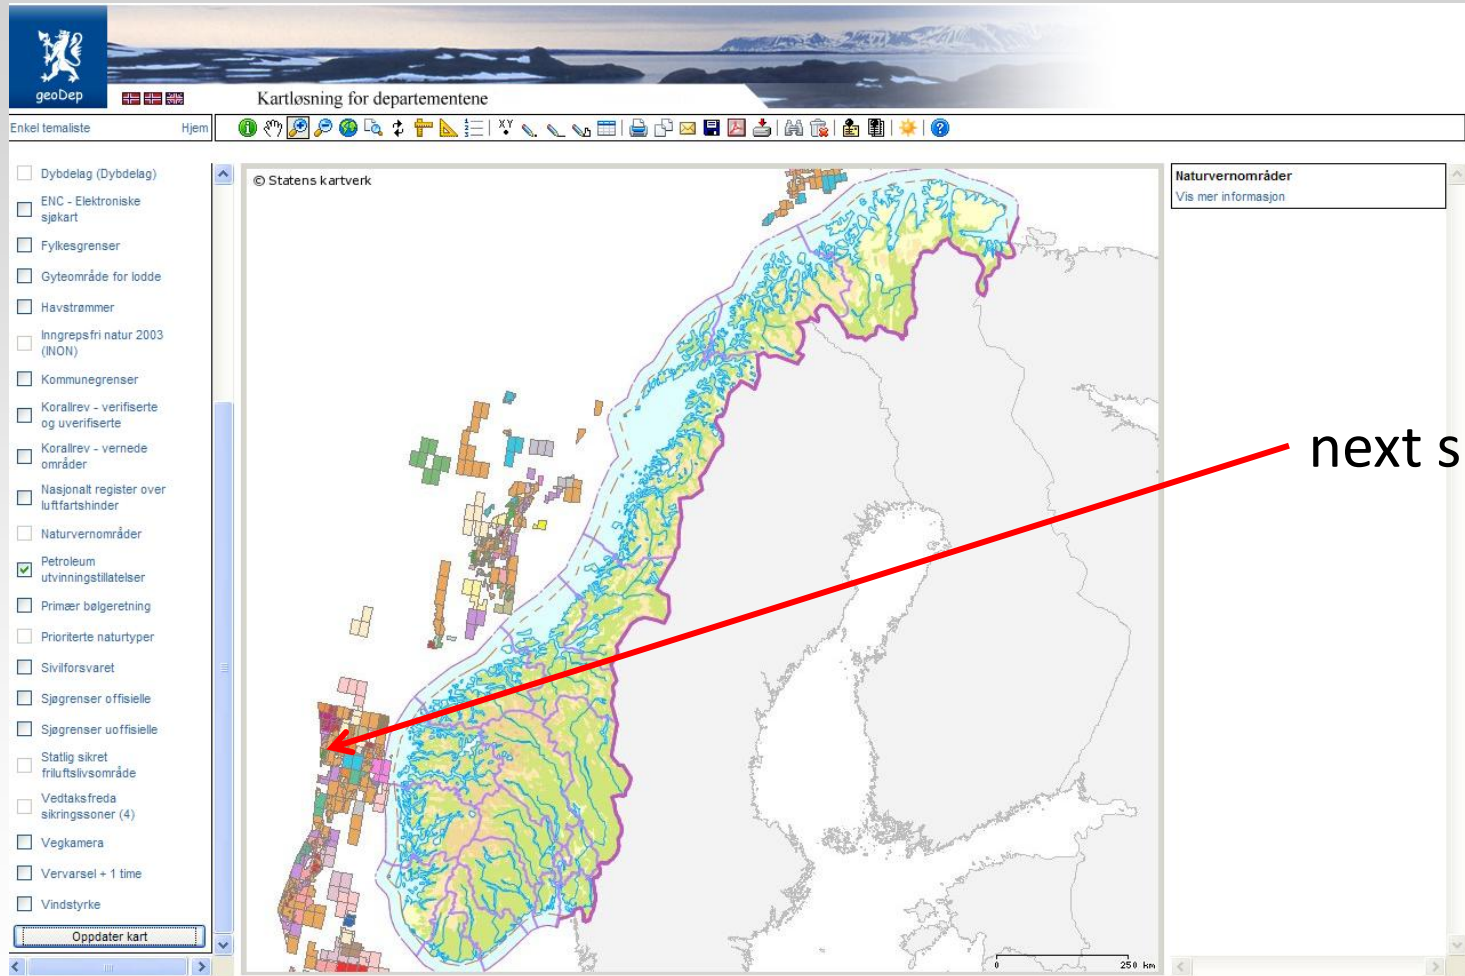 geoDep
Kartløsning for departementene
Enkel temaliste
Hjem
XY
© Statens kartverk
Dybdelag (Dybdelag)
ENC - Elektroniske
sjøkart
Fylkesgrenser
Gyteområde for lodde
Havstrømmer
Inngrepsfri natur 2003
(INON)
Kommunegrenser
Korallrev - verifiserte
og uverifiserte
Korallrev - vernede
områder
Nasjonalt register over
luftfartshinder
Naturvernområder
Petroleum
utvinningstillatelser
Primær bølgeretning
Prioriterte naturtyper
Sivilforsvaret
Sjøgrenser offisielle
Sjøgrenser uoffisielle
Statlig sikret
friluftslivsområde
Vedtaksfreda
sikringssoner (4)
Vegkamera
Vervarsel + 1 time
Vindstyrke
Oppdater kart
0 250 km
Naturvernområder
Vis mer informasjon
next s